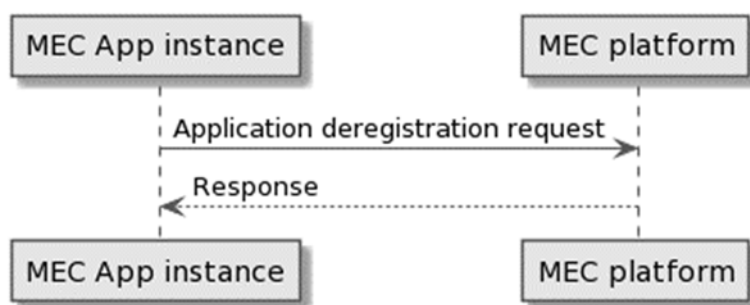 MEC App instance
MEC platform
Application deregistration request
Response
MEC App instance
MEC platform